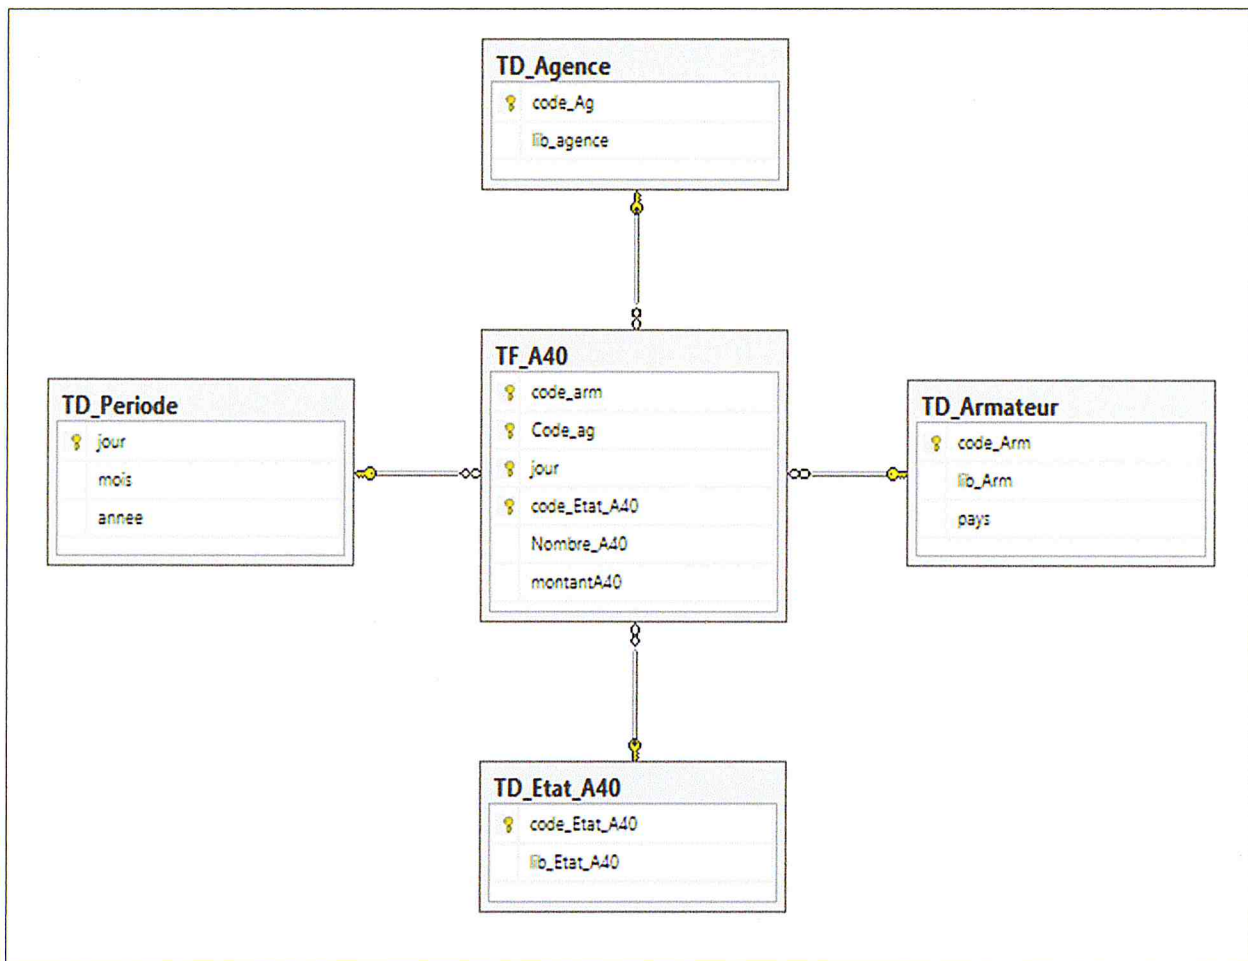 TD_Agence
code_Ag
lib_agence
TF_A40
code_arm
Code_ag
jour
code_Etat_A40
Nombre_A40
montantA40
TD_Periode
jour
mois
annee
TD_Armateur
code_Arm
lib_Arm
pays
TD_Etat_A40
code_Etat_A40
lib_Etat_A40